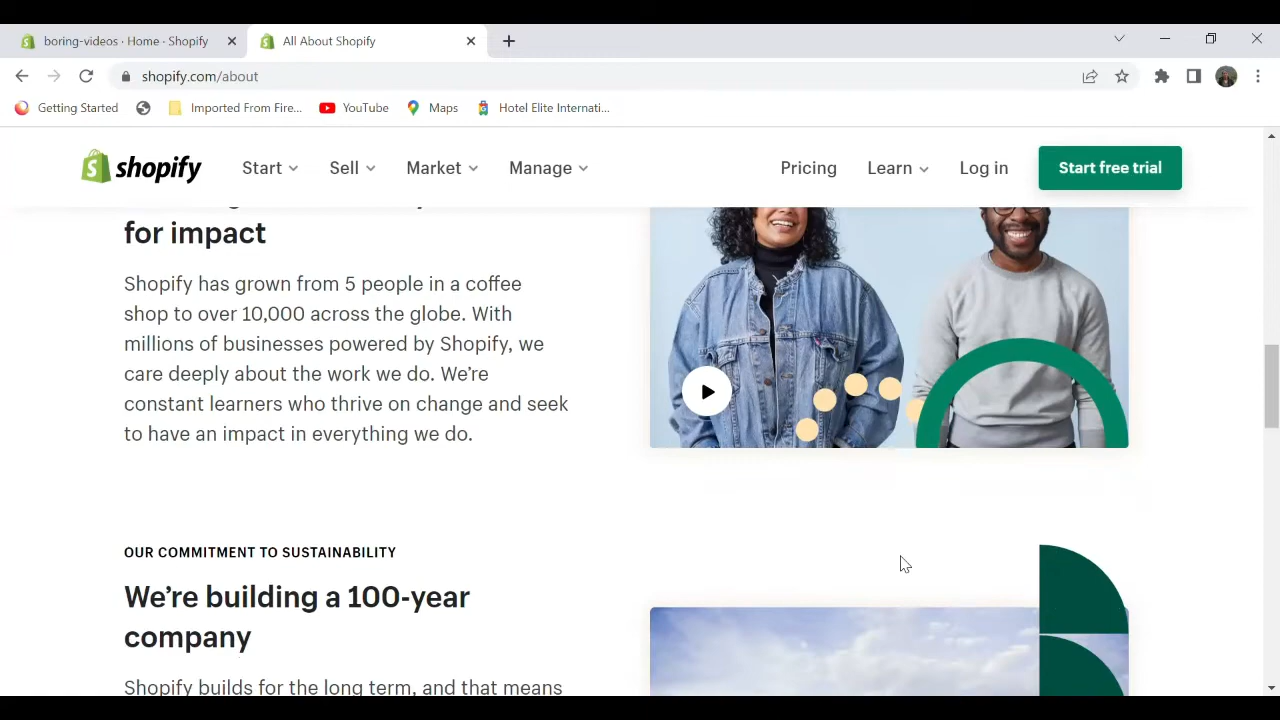 boring-videos · Home · Shopify
All About Shopify
shopify.com/about
Getting Started
Imported From Fire...
YouTube
Maps
Hotel Elite Internati...
shopify
Start
Sell
Market
Manage
Pricing
Learn
Log in
Start free trial
for impact
Shopify has grown from 5 people in a coffee
shop to over 10,000 across the globe. With
millions of businesses powered by Shopify, we
care deeply about the work we do. We’re
constant learners who thrive on change and seek
to have an impact in everything we do.
OUR COMMITMENT TO SUSTAINABILITY
We’re building a 100-year
company
Shopify builds for the long term, and that means